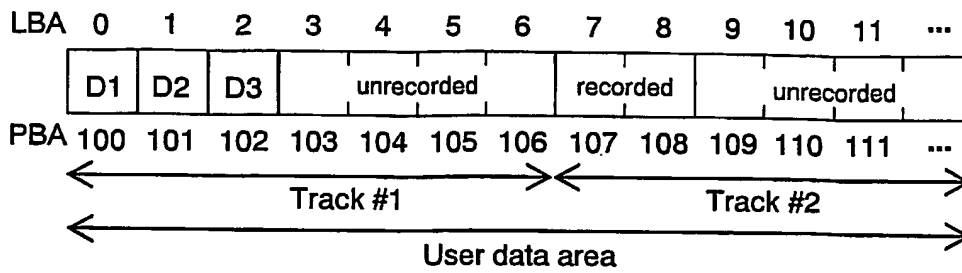 LBA 0 1 2 3 4 5 6 7 8 9 10 11 ...
D1 D2 D3 unrecorded recorded unrecorded
PBA 100 101 102 103 104 105 106 107 108 109 110 111 ...
Track #1 Track #2
User data area